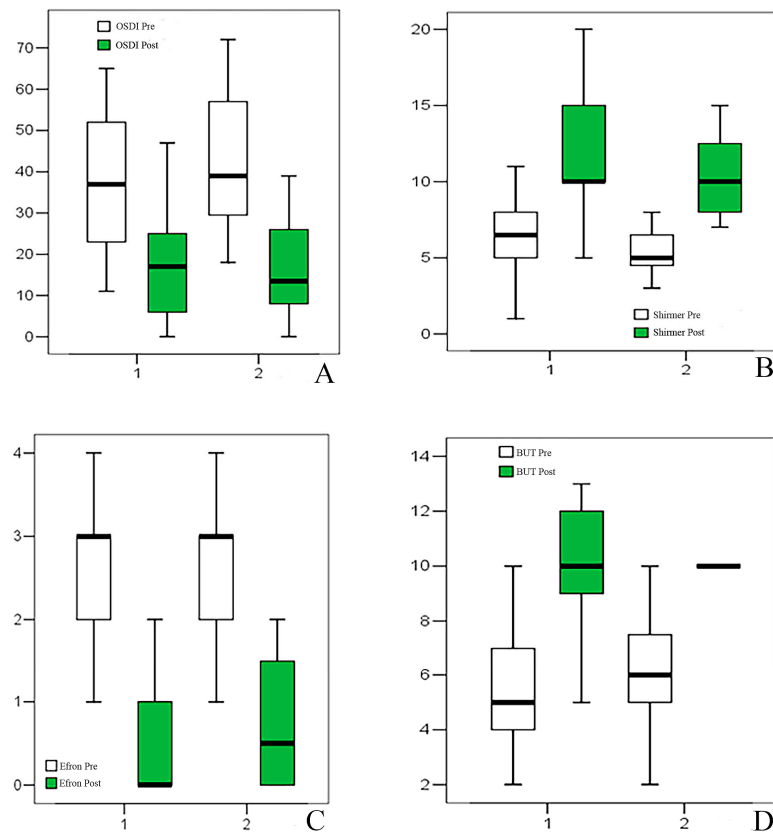 OSDI Pre
OSDI Post
70
60
50
40
30
20
10
0
1 2
A
20
15
10
5
0
Shirmer Pre
Shirmer Post
1 2
B
4
3
2
1
0
Efron Pre
Efron Post
1 2
C
BUT Pre
BUT Post
14
12
10
8
6
4
2
1 2
D